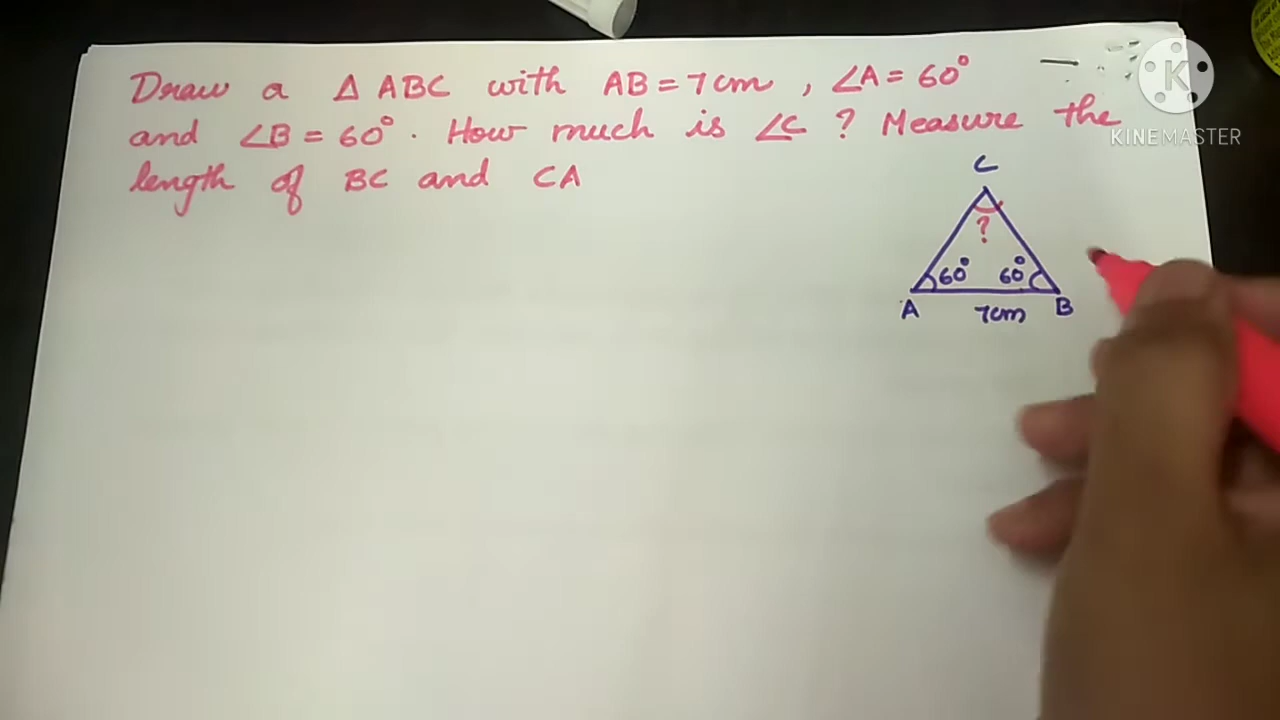 Draw a △ ABC with AB = 7cm, ∠A = 60°
and ∠B = 60°. How much is ∠C ? Measure the
length of BC and CA
C
?
60° 60°
A 7cm B
K
KINEMASTER